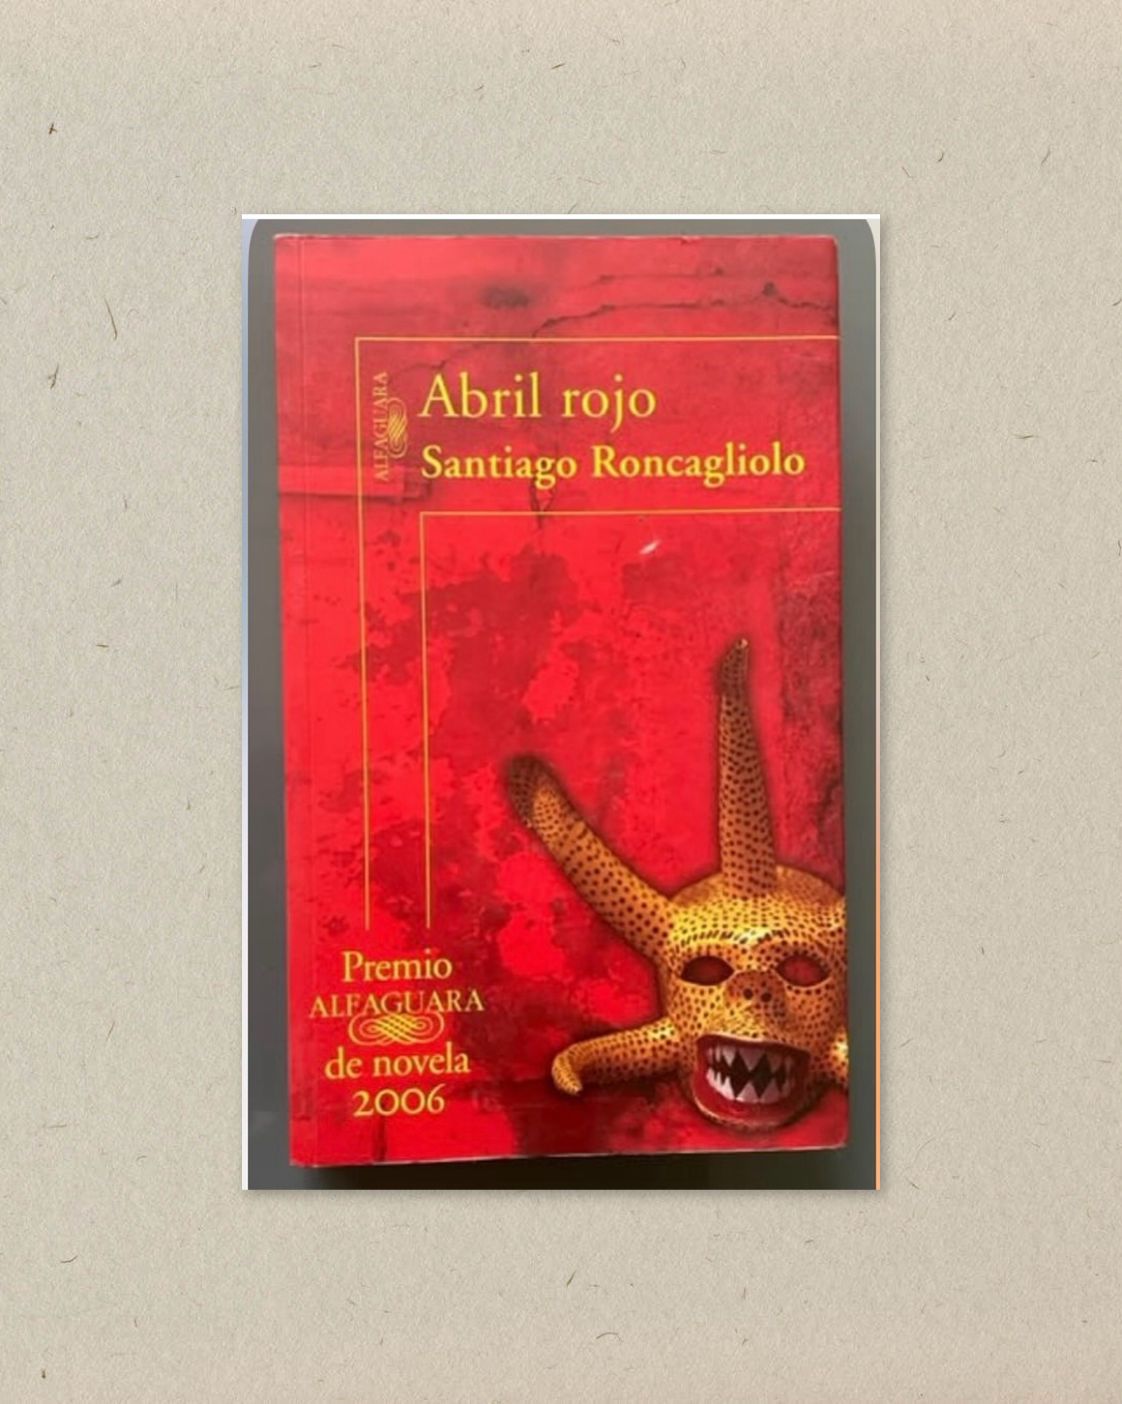 ALFAGUARA
Abril rojo
Santiago Roncagliolo
Premio
ALFAGUARA
de novela
2006